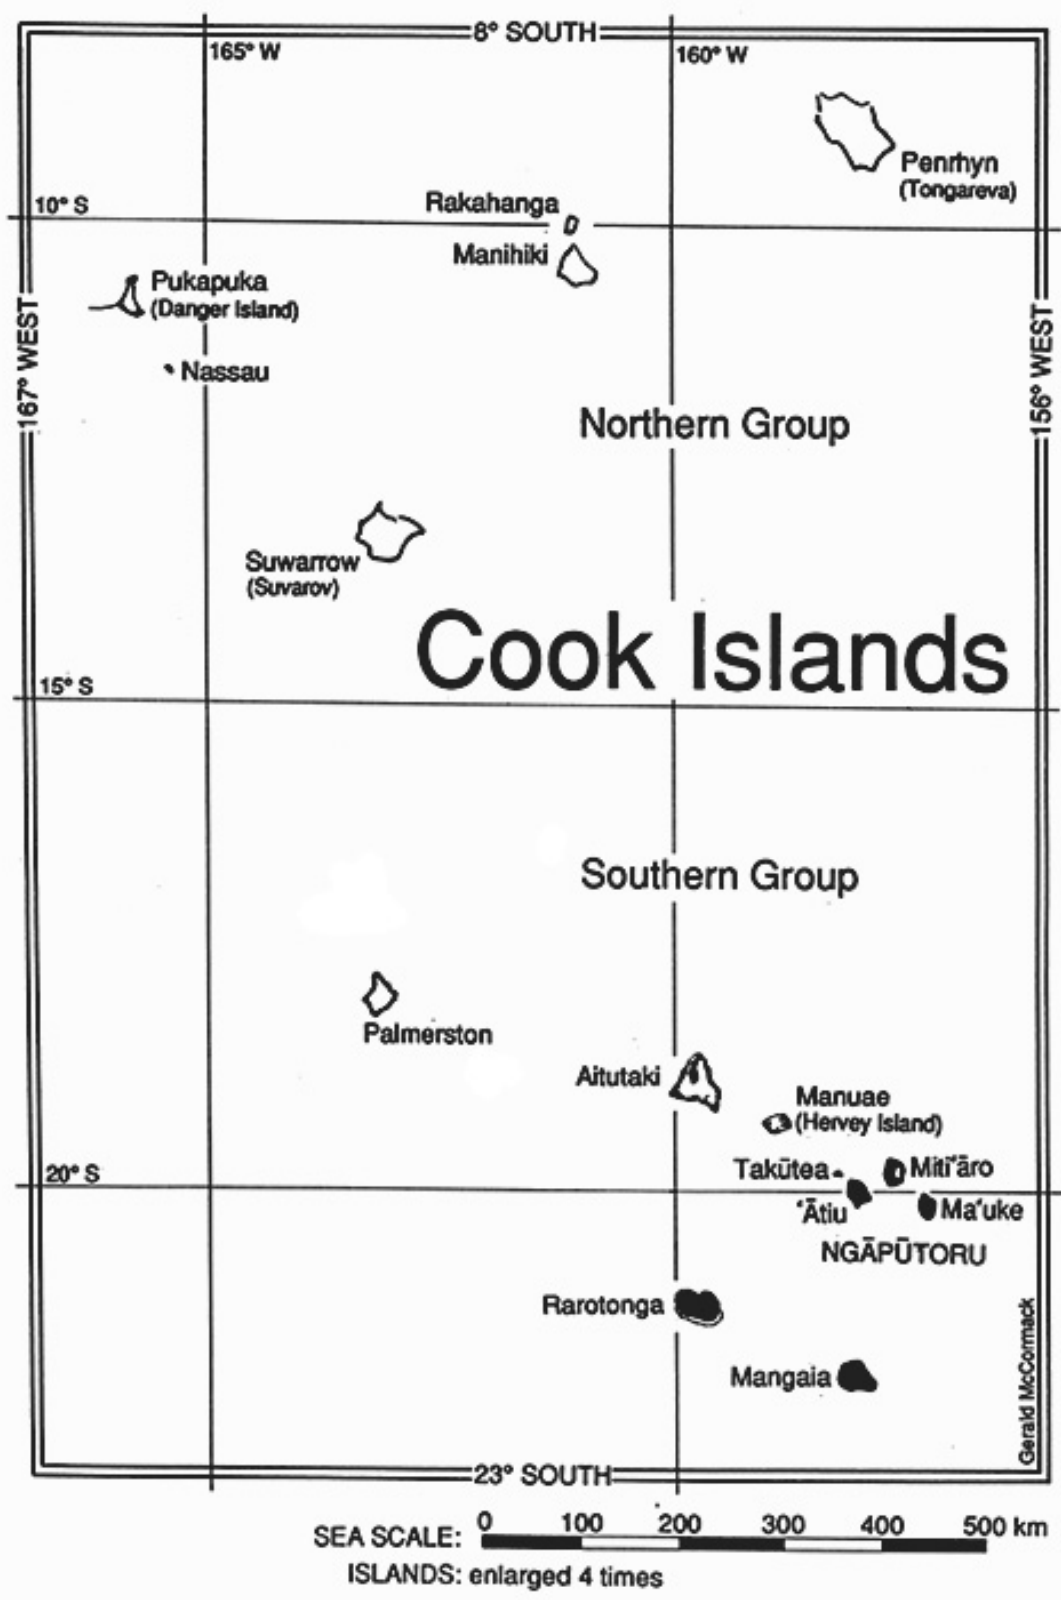 8° SOUTH
165° W
160° W
Penrhyn
(Tongareva)
Rakahanga
10° S
Manihiki
Pukapuka
(Danger Island)
167° WEST
156° WEST
Nassau
Northern Group
Suwarrow
(Suvarov)
Cook Islands
15° S
Southern Group
Palmerston
Aitutaki
Manuae
(Hervey Island)
Takūtea
Miti'āro
20° S
'Ātiu
Ma'uke
NGĀPŪTORU
Rarotonga
Mangaia
Gerald McCormack
23° SOUTH
SEA SCALE: 0 100 200 300 400 500 km
ISLANDS: enlarged 4 times